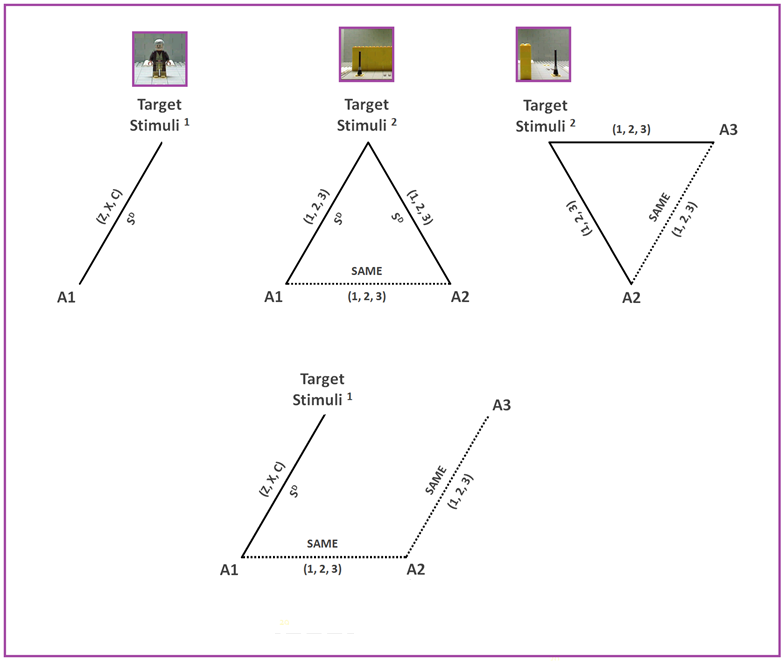 Target
Stimuli 1
(Z, X, C)
SD
A1
Target
Stimuli 2
(1, 2, 3)
SD
(1, 2, 3)
SD
SAME
A1
(1, 2, 3)
A2
Target
Stimuli 2
(1, 2, 3)
A3
(1, 2, 3)
SAME
(1, 2, 3)
A2
Target
Stimuli 1
(Z, X, C)
SD
A3
SAME
(1, 2, 3)
SAME
A1
(1, 2, 3)
A2